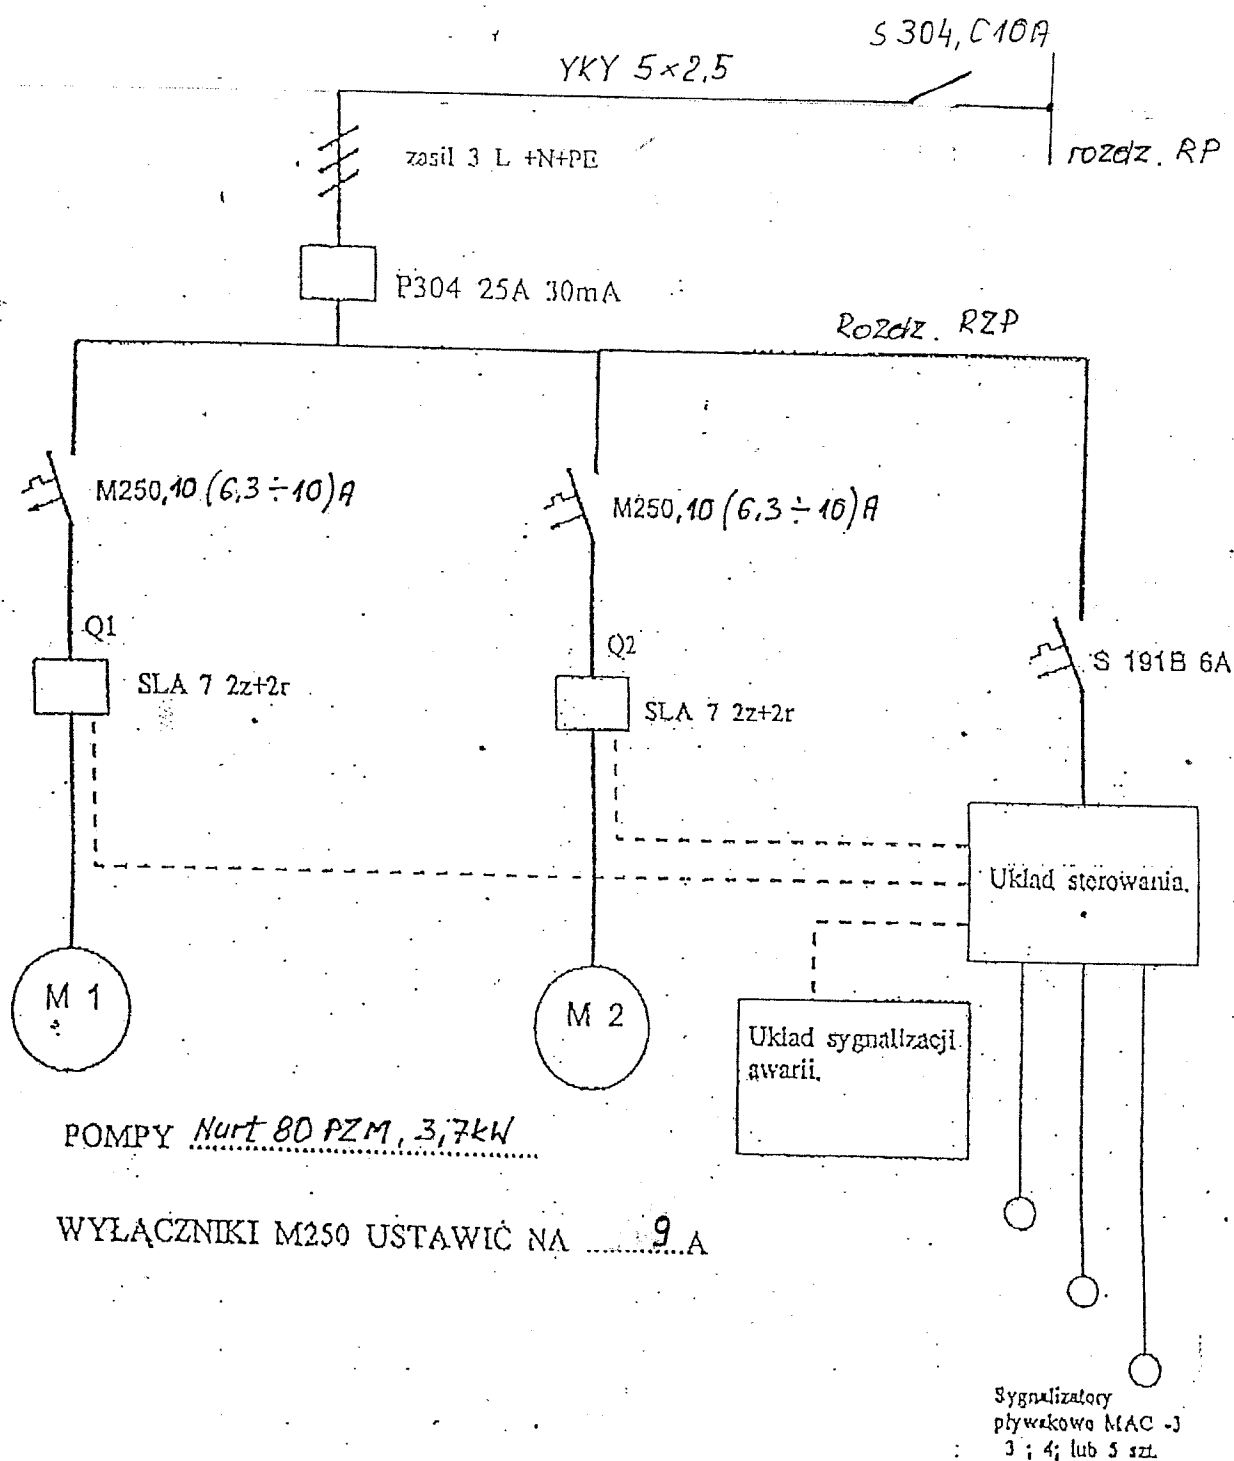 S 304, C16A
YKY 5×2,5
rozdz. RP
zasil 3 L +N+PE
P304 25A 30mA
Rozdz. RZP
M250,10 (6,3÷10)A
M250,10 (6,3÷10)A
Q1
SLA 7 2z+2r
Q2
SLA 7 2z+2r
S 191B 6A
Układ sterowania.
M 1
M 2
Układ sygnalizacji
awarii.
POMPY Nurt 80 PZM, 3,7kW
WYŁĄCZNIKI M250 USTAWIĆ NA 9 A
Sygnalizatory
pływakowe MAC -3
3 ; 4; lub 5 szt.